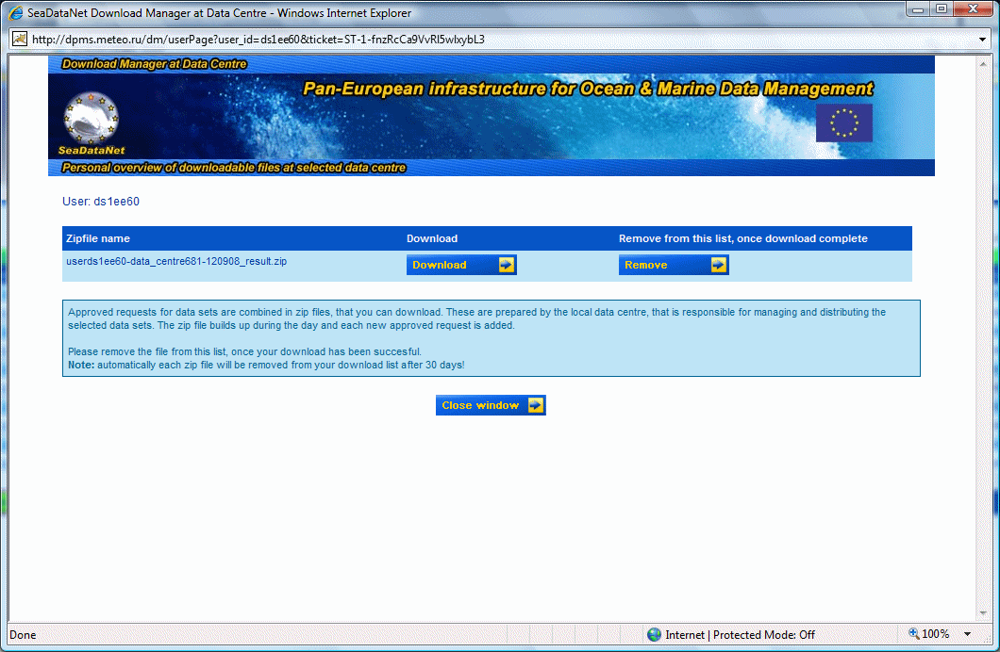 SeaDataNet Download Manager at Data Centre - Windows Internet Explorer
http://dpms.meteo.ru/dm/userPage?user_id=ds1ee60&ticket=ST-1-fnzRcCa9VvRl5wlxybL3
Download Manager at Data Centre
Pan-European infrastructure for Ocean & Marine Data Management
SeaDataNet
Personal overview of downloadable files at selected data centre
User: ds1ee60
Zipfile name Download Remove from this list, once download complete
userds1ee60-data_centre681-120908_result.zip Download Remove
Approved requests for data sets are combined in zip files, that you can download. These are prepared by the local data centre, that is responsible for managing and distributing the
selected data sets. The zip file builds up during the day and each new approved request is added.
Please remove the file from this list, once your download has been succesful.
Note: automatically each zip file will be removed from your download list after 30 days!
Close window
Done Internet | Protected Mode: Off 100%